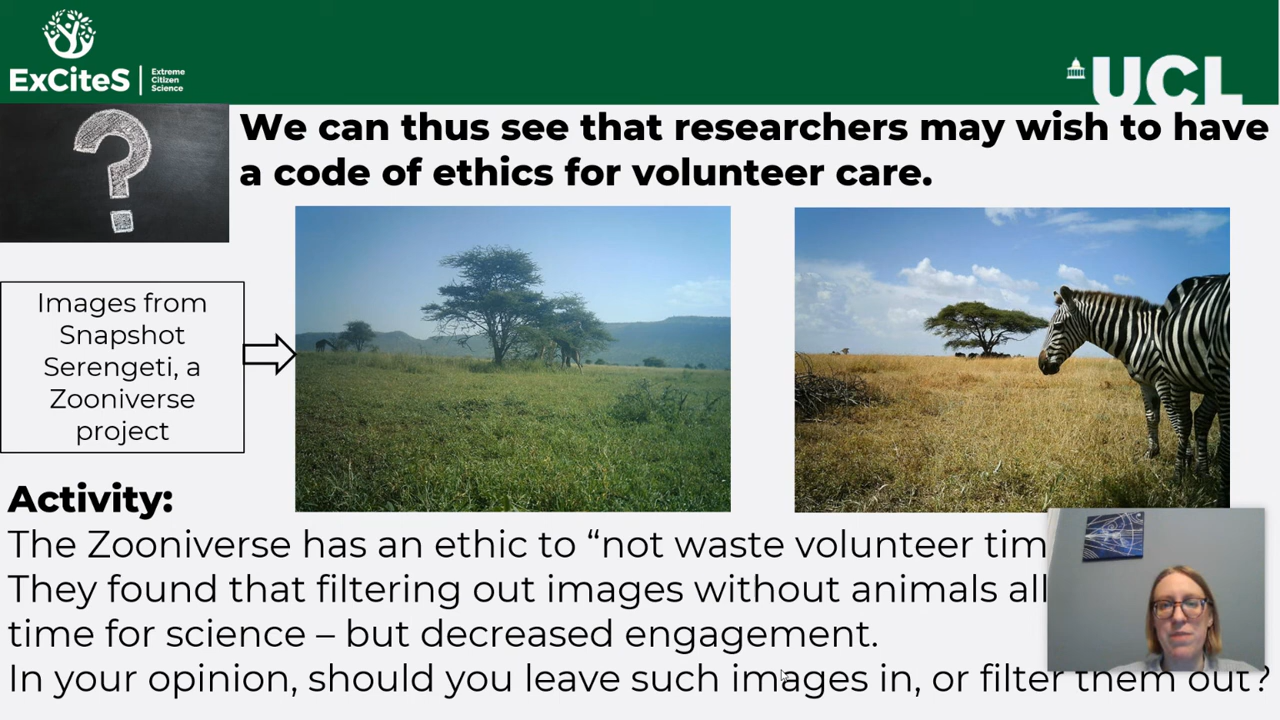 ExCiteS
Extreme
Citizen
Science
UCL
We can thus see that researchers may wish to have
a code of ethics for volunteer care.
Images from
Snapshot
Serengeti, a
Zooniverse
project
Activity:
The Zooniverse has an ethic to “not waste volunteer
They found that filtering out images without animals
time for science – but decreased engagement.
In your opinion, should you leave such images in, or filter them out?